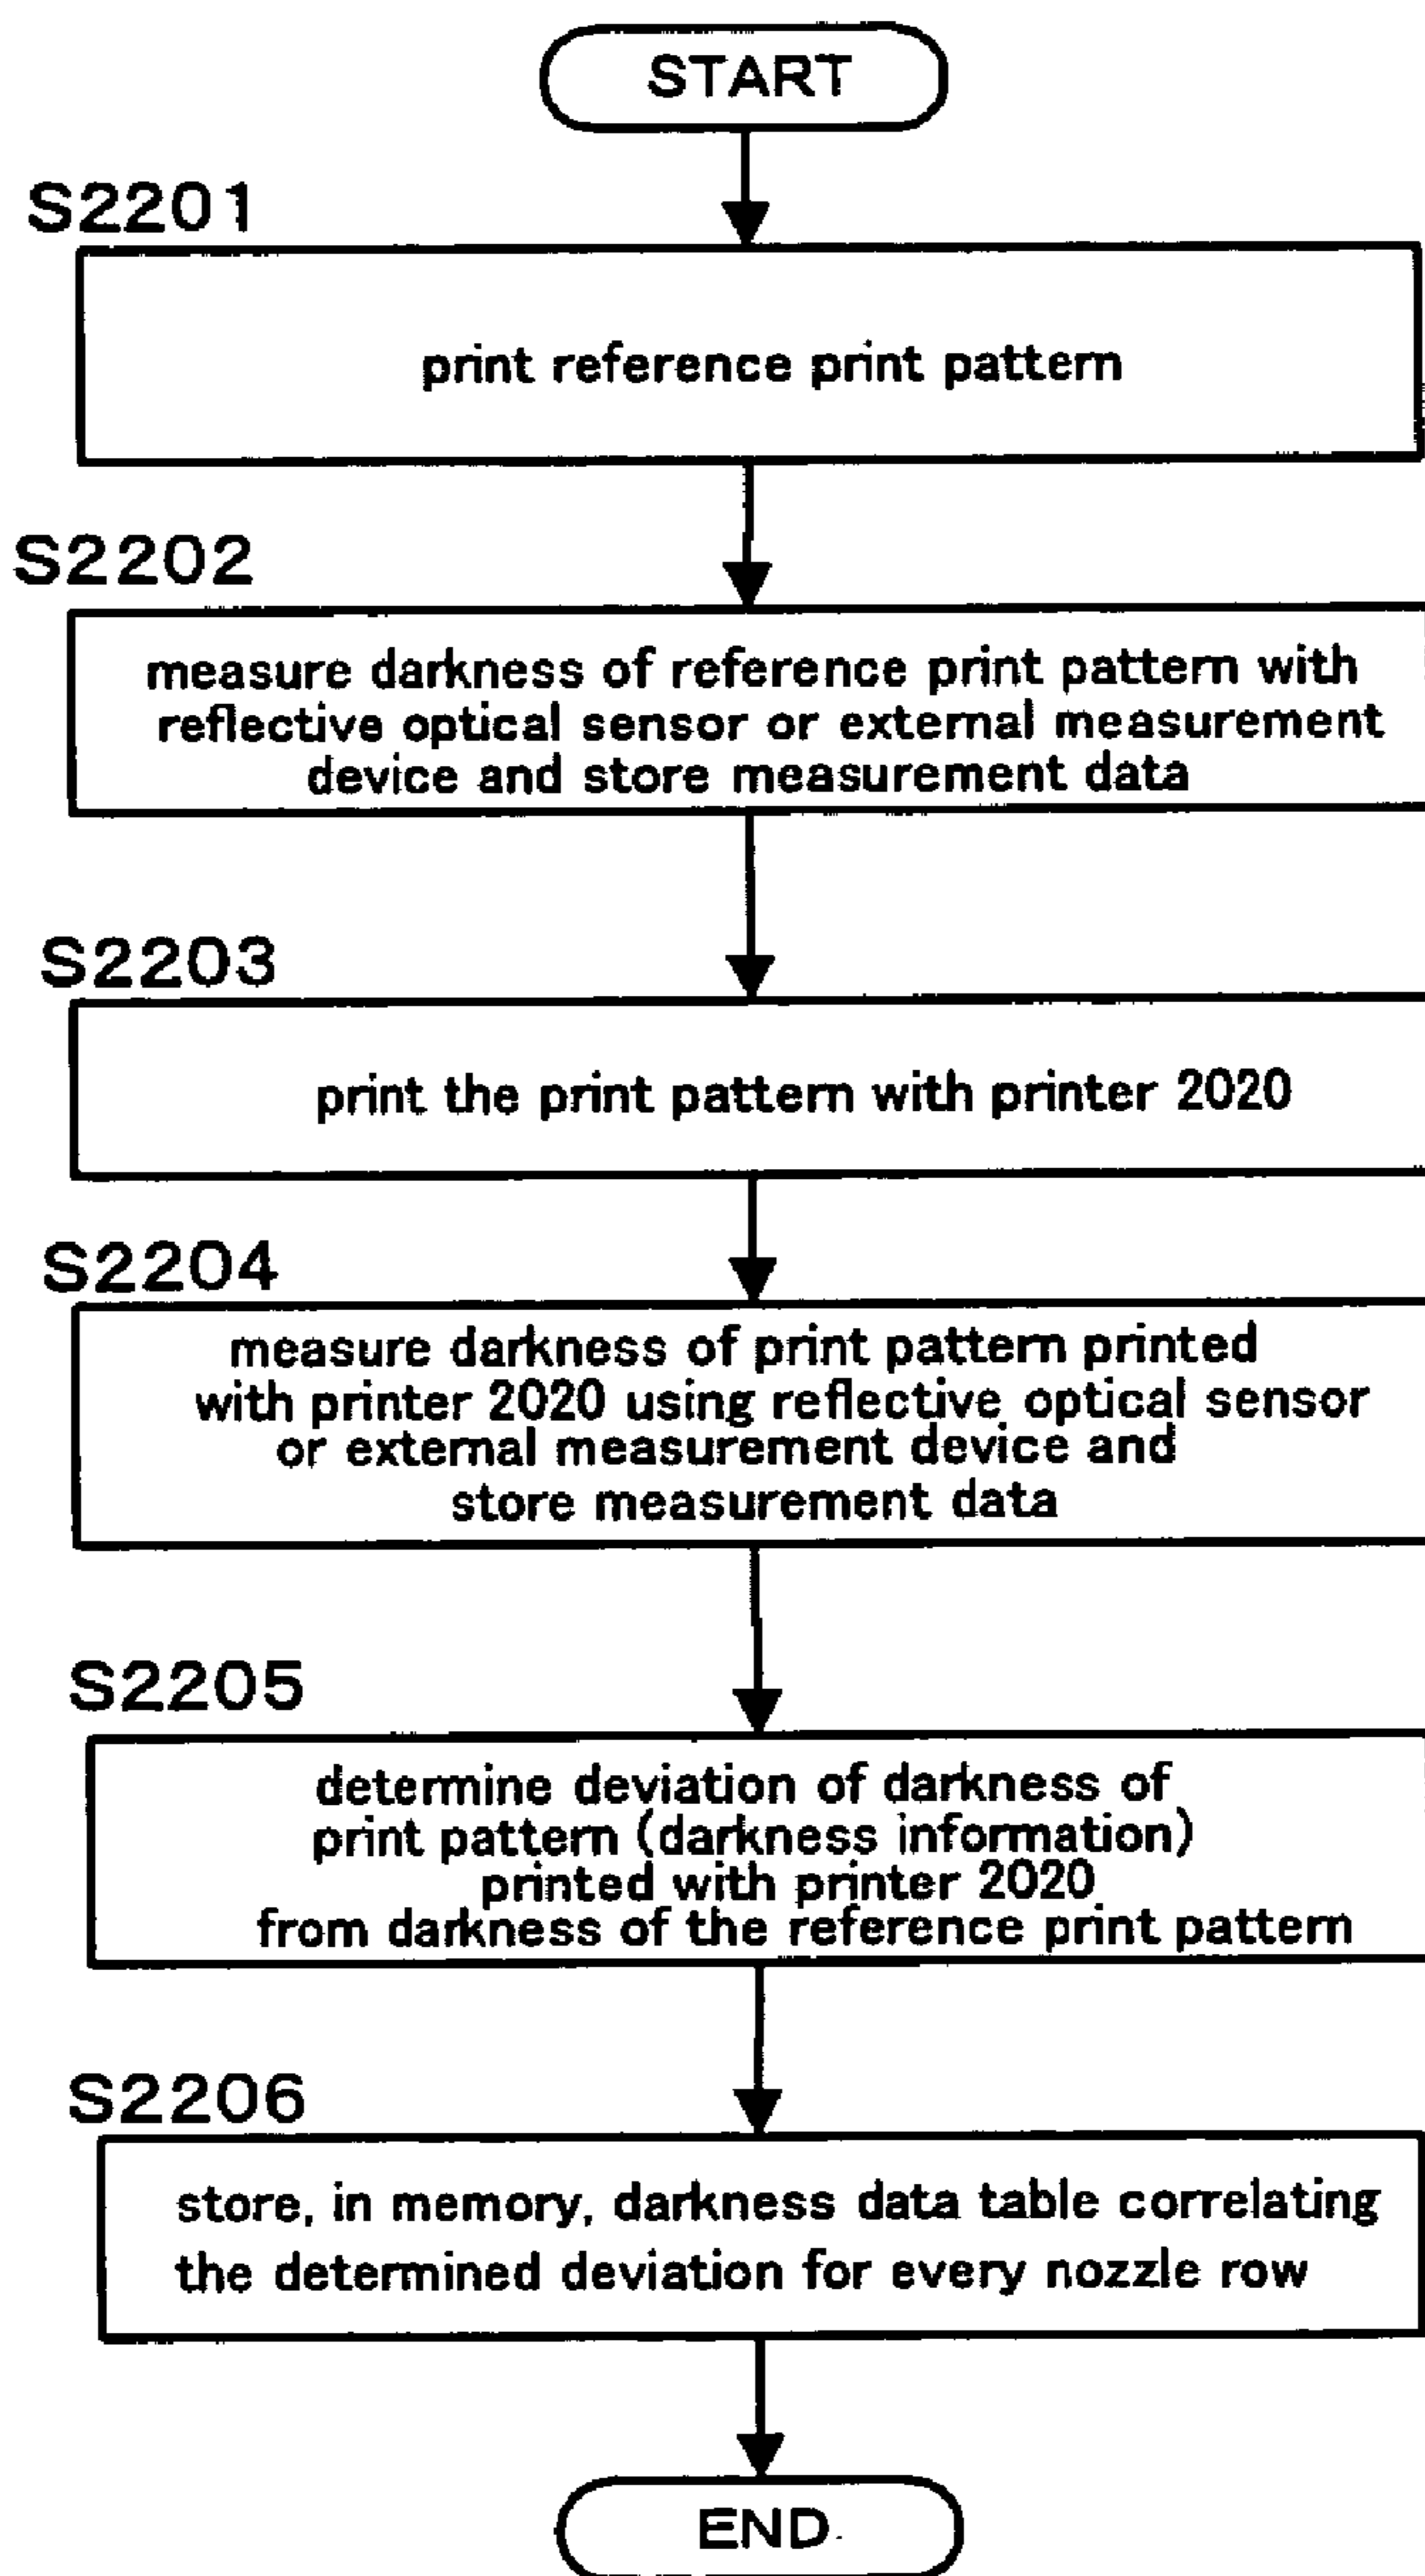 START
S2201
print reference print pattern
S2202
measure darkness of reference print pattern with
reflective optical sensor or external measurement
device and store measurement data
S2203
print the print pattern with printer 2020
S2204
measure darkness of print pattern printed
with printer 2020 using reflective optical sensor
or external measurement device and
store measurement data
S2205
determine deviation of darkness of
print pattern (darkness information)
printed with printer 2020
from darkness of the reference print pattern
S2206
store, in memory, darkness data table correlating
the determined deviation for every nozzle row
END